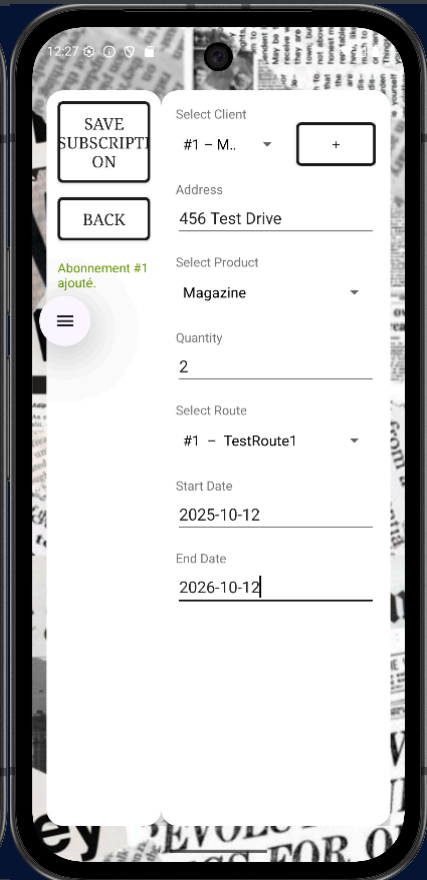 12:27
SAVE
SUBSCRIPTI
ON
BACK
Abonnement #1
ajouté.
Select Client
#1 – M..
+
Address
456 Test Drive
Select Product
Magazine
Quantity
2
Select Route
#1 – TestRoute1
Start Date
2025-10-12
End Date
2026-10-12